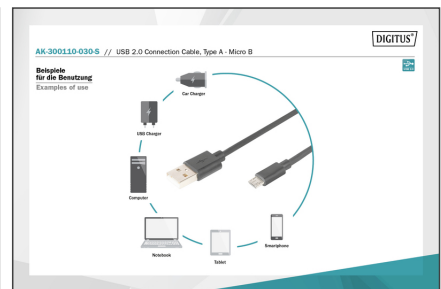 DIGITUS®
AK-300110-030-S // USB 2.0 Connection Cable, Type A - Micro B
Beispiele
für die Benutzung
Examples of use
Car Charger
USB Charger
Computer
Notebook
Tablet
Smartphone